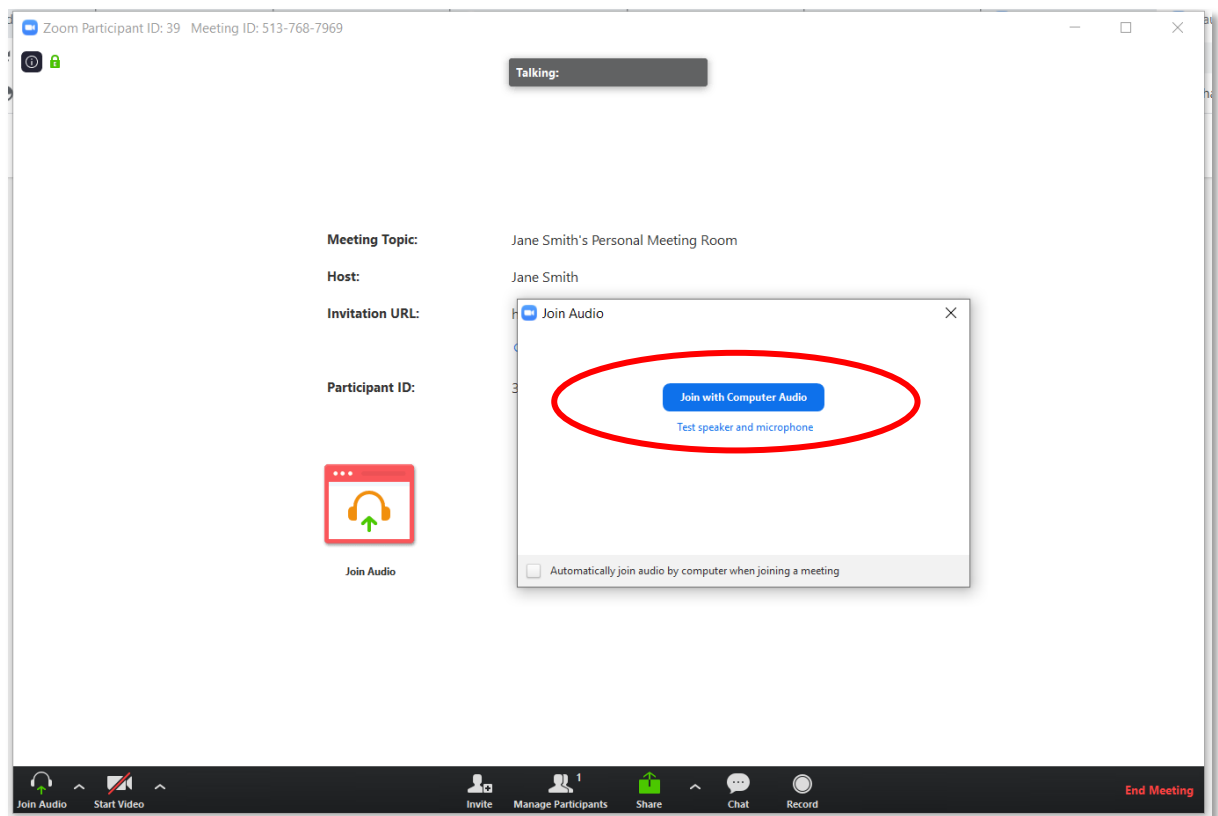 Zoom Participant ID: 39 Meeting ID: 513-768-7969
Talking:
Meeting Topic: Jane Smith's Personal Meeting Room
Host: Jane Smith
Invitation URL:
Participant ID:
Join Audio
Join with Computer Audio
Test speaker and microphone
Automatically join audio by computer when joining a meeting
Join Audio
Join Audio Start Video Invite Manage Participants 1 Share Chat Record End Meeting